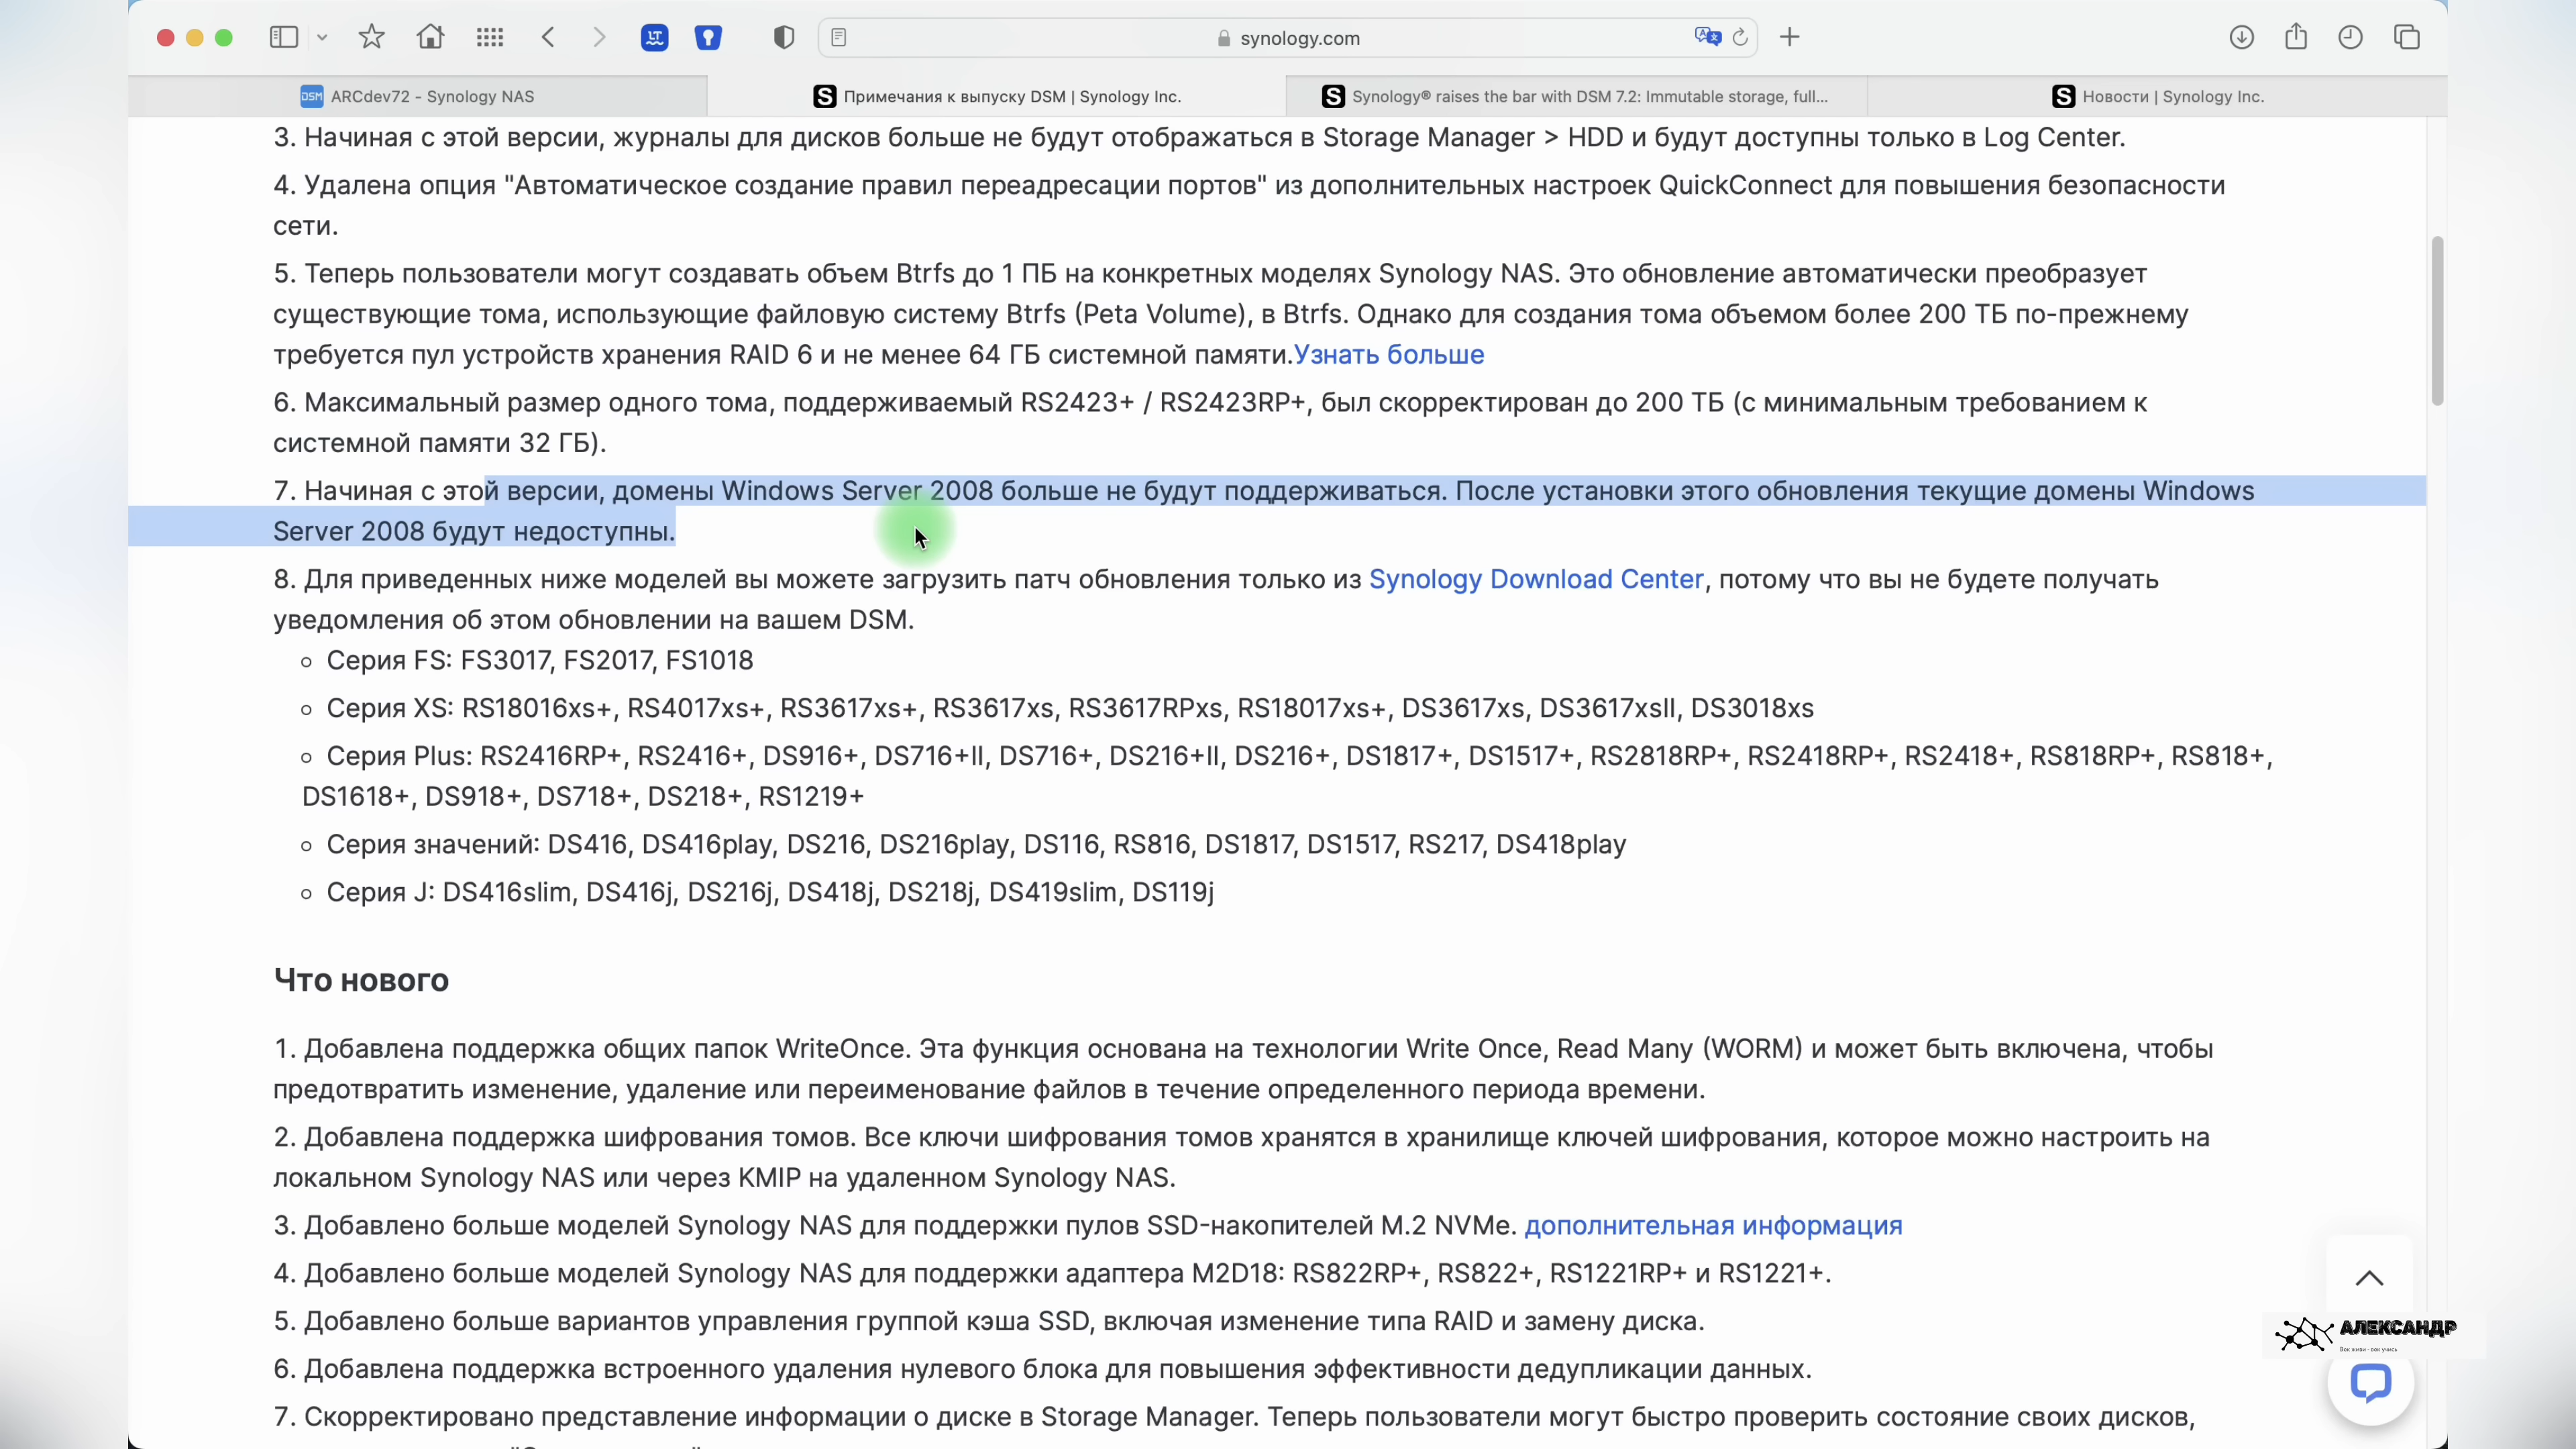 synology.com
ARCdev72 - Synology NAS
Примечания к выпуску DSM | Synology Inc.
Synology® raises the bar with DSM 7.2: Immutable storage, full...
Новости | Synology Inc.
3. Начиная с этой версии, журналы для дисков больше не будут отображаться в Storage Manager > HDD и будут доступны только в Log Center.
4. Удалена опция "Автоматическое создание правил переадресации портов" из дополнительных настроек QuickConnect для повышения безопасности
сети.
5. Теперь пользователи могут создавать объем Btrfs до 1 ПБ на конкретных моделях Synology NAS. Это обновление автоматически преобразует
существующие тома, использующие файловую систему Btrfs (Peta Volume), в Btrfs. Однако для создания тома объемом более 200 ТБ по-прежнему
требуется пул устройств хранения RAID 6 и не менее 64 ГБ системной памяти.Узнать больше
6. Максимальный размер одного тома, поддерживаемый RS2423+ / RS2423RP+, был скорректирован до 200 ТБ (с минимальным требованием к
системной памяти 32 ГБ).
7. Начиная с этой версии, домены Windows Server 2008 больше не будут поддерживаться. После установки этого обновления текущие домены Windows
Server 2008 будут недоступны.
8. Для приведенных ниже моделей вы можете загрузить патч обновления только из Synology Download Center, потому что вы не будете получать
уведомления об этом обновлении на вашем DSM.
Серия FS: FS3017, FS2017, FS1018
Серия XS: RS18016xs+, RS4017xs+, RS3617xs+, RS3617xs, RS3617RPxs, RS18017xs+, DS3617xs, DS3617xsII, DS3018xs
Серия Plus: RS2416RP+, RS2416+, DS916+, DS716+II, DS716+, DS216+II, DS216+, DS1817+, DS1517+, RS2818RP+, RS2418RP+, RS2418+, RS818RP+, RS818+,
DS1618+, DS918+, DS718+, DS218+, RS1219+
Серия значений: DS416, DS416play, DS216, DS216play, DS116, RS816, DS1817, DS1517, RS217, DS418play
Серия J: DS416slim, DS416j, DS216j, DS418j, DS218j, DS419slim, DS119j
Что нового
1. Добавлена поддержка общих папок WriteOnce. Эта функция основана на технологии Write Once, Read Many (WORM) и может быть включена, чтобы
предотвратить изменение, удаление или переименование файлов в течение определенного периода времени.
2. Добавлена поддержка шифрования томов. Все ключи шифрования томов хранятся в хранилище ключей шифрования, которое можно настроить на
локальном Synology NAS или через KMIP на удаленном Synology NAS.
3. Добавлено больше моделей Synology NAS для поддержки пулов SSD-накопителей M.2 NVMe. дополнительная информация
4. Добавлено больше моделей Synology NAS для поддержки адаптера M2D18: RS822RP+, RS822+, RS1221RP+ и RS1221+.
5. Добавлено больше вариантов управления группой кэша SSD, включая изменение типа RAID и замену диска.
АЛЕКСАНДР
Век живи - век учись
6. Добавлена поддержка встроенного удаления нулевого блока для повышения эффективности дедупликации данных.
7. Скорректировано представление информации о диске в Storage Manager. Теперь пользователи могут быстро проверить состояние своих дисков,